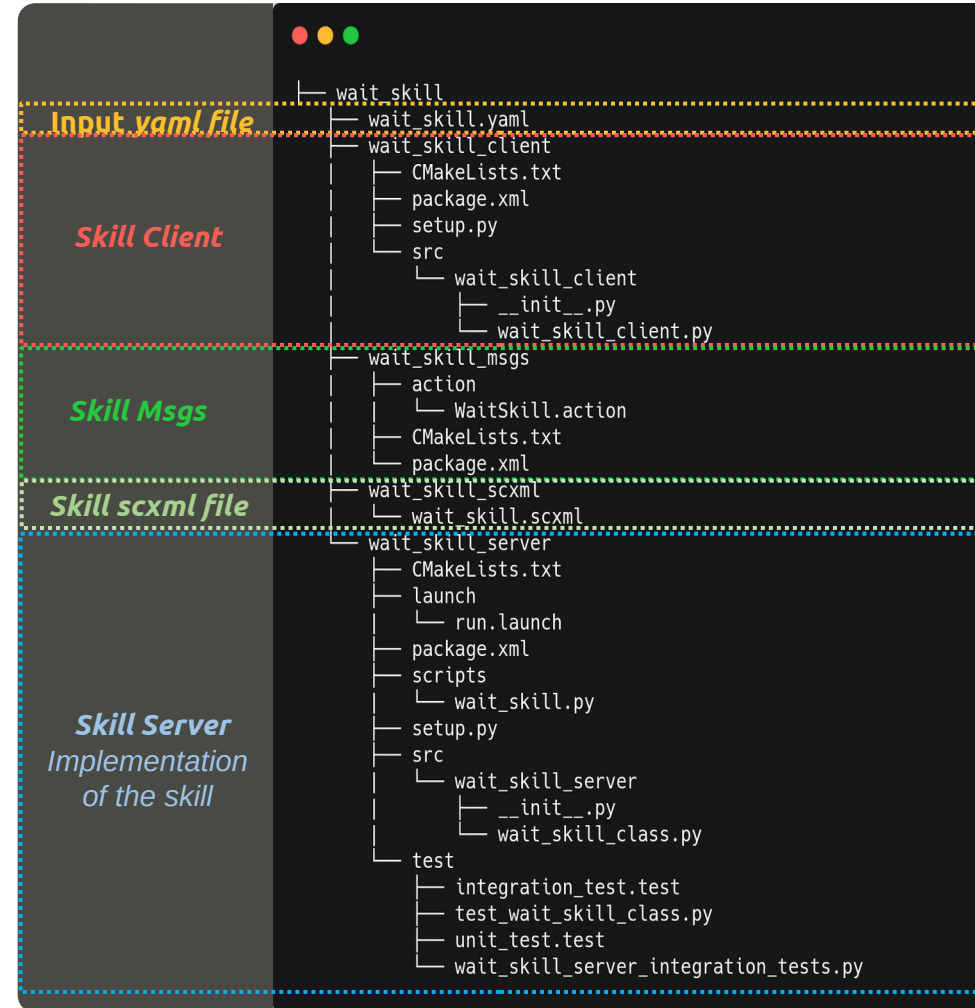 ├── wait_skill
Input yaml file
├── wait_skill.yaml
├── wait_skill_client
│   ├── CMakeLists.txt
│   ├── package.xml
│   ├── setup.py
Skill Client
│   └── src
│       └── wait_skill_client
│           ├── __init__.py
│           └── wait_skill_client.py
├── wait_skill_msgs
│   ├── action
Skill Msgs
│   │   └── WaitSkill.action
│   ├── CMakeLists.txt
│   └── package.xml
├── wait_skill_scxml
Skill scxml file
│   └── wait_skill.scxml
└── wait_skill_server
    ├── CMakeLists.txt
    ├── launch
    │   └── run.launch
    ├── package.xml
    ├── scripts
    │   └── wait_skill.py
    ├── setup.py
Skill Server
Implementation
of the skill
    ├── src
    │   └── wait_skill_server
    │       ├── __init__.py
    │       └── wait_skill_class.py
    └── test
        ├── integration_test.test
        ├── test_wait_skill_class.py
        ├── unit_test.test
        └── wait_skill_server_integration_tests.py